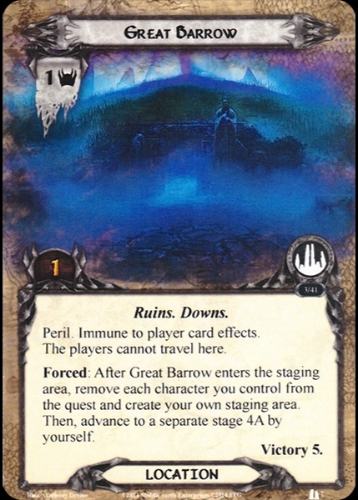 Great Barrow
1
1
3/41
Ruins. Downs.
Peril. Immune to player card effects.
The players cannot travel here.
Forced: After Great Barrow enters the staging
area, remove each character you control from
the quest and create your own staging area.
Then, advance to a separate stage 4A by
yourself.
Victory 5.
LOCATION